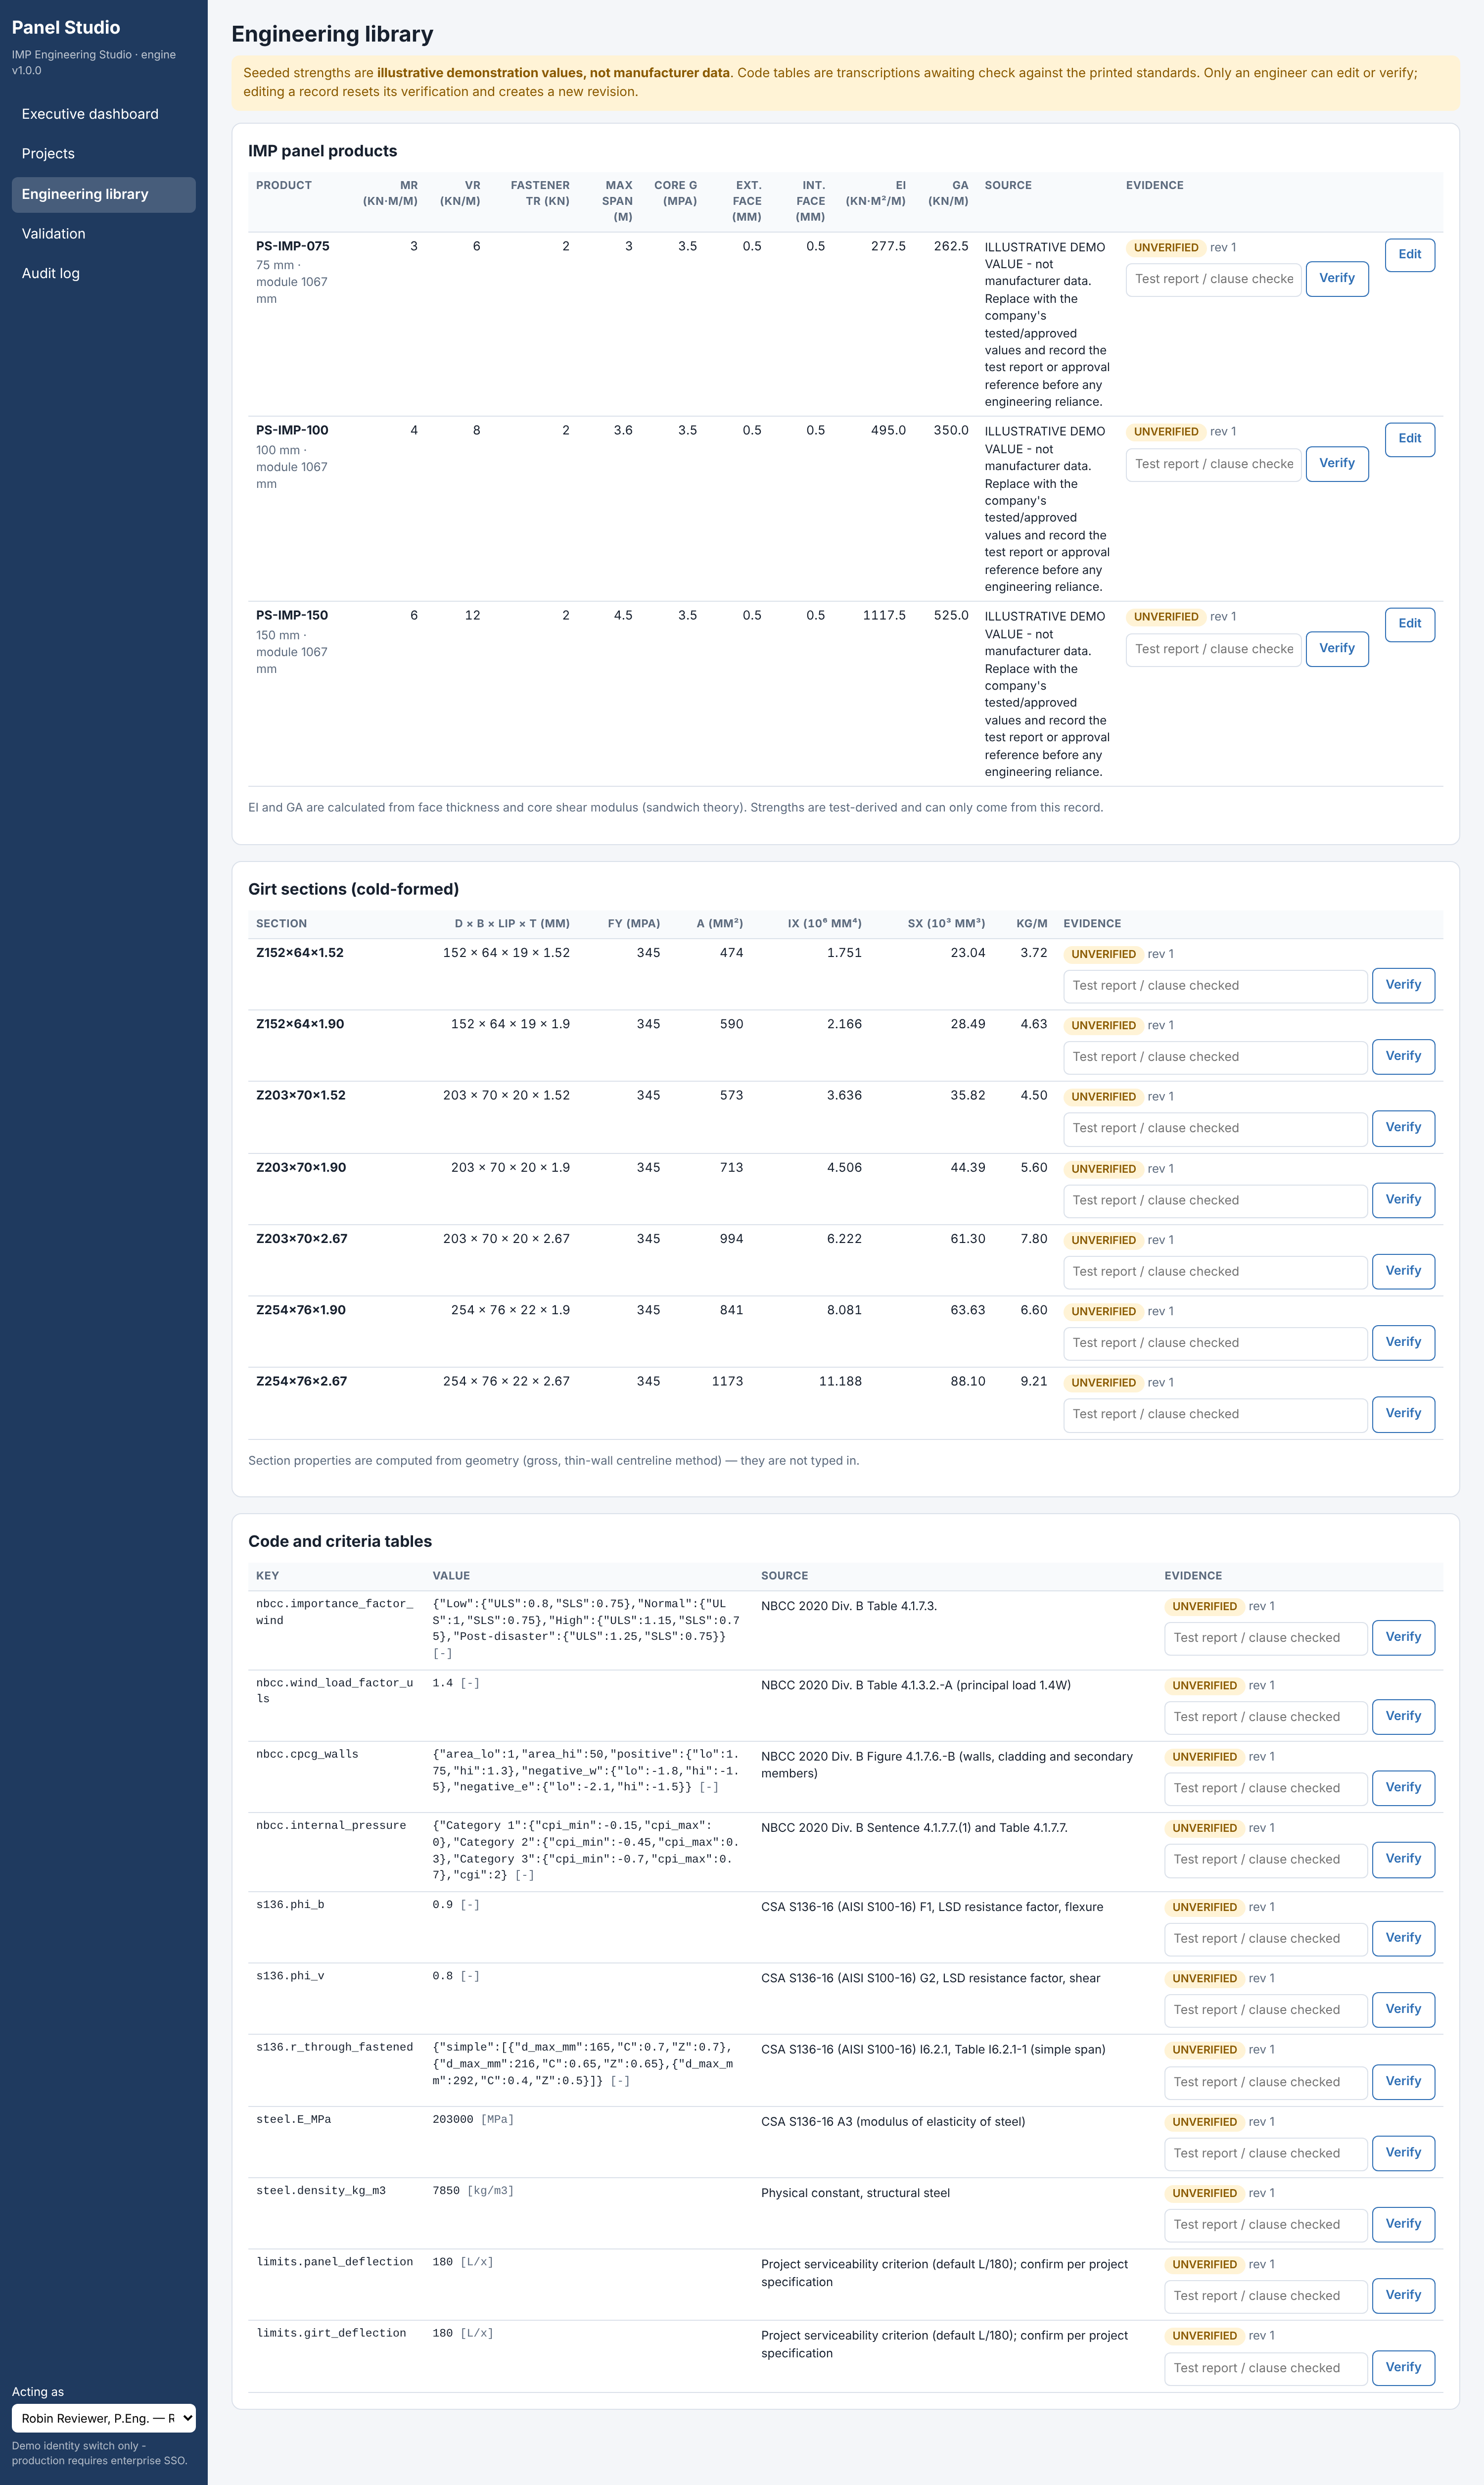 Panel Studio
IMP Engineering Studio · engine
v1.0.0
Executive dashboard
Projects
Engineering library
Validation
Audit log
Engineering library
Seeded strengths are illustrative demonstration values, not manufacturer data. Code tables are transcriptions awaiting check against the printed standards. Only an engineer can edit or verify;
editing a record resets its verification and creates a new revision.
IMP panel products
PRODUCT MR (KN·M/M) VR (KN/M) FASTENER TR (KN) MAX SPAN (M) CORE G (MPA) EXT. FACE (MM) INT. FACE (MM) EI (KN·M²/M) GA (KN/M) SOURCE EVIDENCE
PS-IMP-075 3 6 2 3 3.5 0.5 0.5 277.5 262.5 ILLUSTRATIVE DEMO UNVERIFIED rev 1 Edit
75 mm · VALUE - not
module 1067 manufacturer data. Test report / clause checke Verify
mm Replace with the
company's
tested/approved
values and record the
test report or approval
reference before any
engineering reliance.
PS-IMP-100 4 8 2 3.6 3.5 0.5 0.5 495.0 350.0 ILLUSTRATIVE DEMO UNVERIFIED rev 1 Edit
100 mm · VALUE - not
module 1067 manufacturer data. Test report / clause checke Verify
mm Replace with the
company's
tested/approved
values and record the
test report or approval
reference before any
engineering reliance.
PS-IMP-150 6 12 2 4.5 3.5 0.5 0.5 1117.5 525.0 ILLUSTRATIVE DEMO UNVERIFIED rev 1 Edit
150 mm · VALUE - not
module 1067 manufacturer data. Test report / clause checke Verify
mm Replace with the
company's
tested/approved
values and record the
test report or approval
reference before any
engineering reliance.
EI and GA are calculated from face thickness and core shear modulus (sandwich theory). Strengths are test-derived and can only come from this record.
Girt sections (cold-formed)
SECTION D × B × LIP × T (MM) FY (MPA) A (MM²) IX (10⁶ MM⁴) SX (10³ MM³) KG/M EVIDENCE
Z152×64×1.52 152 × 64 × 19 × 1.52 345 474 1.751 23.04 3.72 UNVERIFIED rev 1
Test report / clause checked Verify
Z152×64×1.90 152 × 64 × 19 × 1.9 345 590 2.166 28.49 4.63 UNVERIFIED rev 1
Test report / clause checked Verify
Z203×70×1.52 203 × 70 × 20 × 1.52 345 573 3.636 35.82 4.50 UNVERIFIED rev 1
Test report / clause checked Verify
Z203×70×1.90 203 × 70 × 20 × 1.9 345 713 4.506 44.39 5.60 UNVERIFIED rev 1
Test report / clause checked Verify
Z203×70×2.67 203 × 70 × 20 × 2.67 345 994 6.222 61.30 7.80 UNVERIFIED rev 1
Test report / clause checked Verify
Z254×76×1.90 254 × 76 × 22 × 1.9 345 841 8.081 63.63 6.60 UNVERIFIED rev 1
Test report / clause checked Verify
Z254×76×2.67 254 × 76 × 22 × 2.67 345 1173 11.188 88.10 9.21 UNVERIFIED rev 1
Test report / clause checked Verify
Section properties are computed from geometry (gross, thin-wall centreline method) — they are not typed in.
Code and criteria tables
KEY VALUE SOURCE EVIDENCE
nbcc.importance_factor_ {"Low":{"ULS":0.8,"SLS":0.75},"Normal":{"UL NBCC 2020 Div. B Table 4.1.7.3. UNVERIFIED rev 1
wind S":1,"SLS":0.75},"High":{"ULS":1.15,"SLS":0.7
5},"Post-disaster":{"ULS":1.25,"SLS":0.75}} Test report / clause checked Verify
[-]
nbcc.wind_load_factor_u 1.4 [-] NBCC 2020 Div. B Table 4.1.3.2.-A (principal load 1.4W) UNVERIFIED rev 1
ls
Test report / clause checked Verify
nbcc.cpcg_walls {"area_lo":1,"area_hi":50,"positive":{"lo":1. NBCC 2020 Div. B Figure 4.1.7.6.-B (walls, cladding and secondary UNVERIFIED rev 1
75,"hi":1.3},"negative_w":{"lo":-1.8,"hi":-1. members)
5},"negative_e":{"lo":-2.1,"hi":-1.5}} [-] Test report / clause checked Verify
nbcc.internal_pressure {"Category 1":{"cpi_min":-0.15,"cpi_max": NBCC 2020 Div. B Sentence 4.1.7.7.(1) and Table 4.1.7.7. UNVERIFIED rev 1
0},"Category 2":{"cpi_min":-0.45,"cpi_max":0.
3},"Category 3":{"cpi_min":-0.7,"cpi_max":0. Test report / clause checked Verify
7},"cgi":2} [-]
s136.phi_b 0.9 [-] CSA S136-16 (AISI S100-16) F1, LSD resistance factor, flexure UNVERIFIED rev 1
Test report / clause checked Verify
s136.phi_v 0.8 [-] CSA S136-16 (AISI S100-16) G2, LSD resistance factor, shear UNVERIFIED rev 1
Test report / clause checked Verify
s136.r_through_fastened {"simple":[{"d_max_mm":165,"C":0.7,"Z":0.7}, CSA S136-16 (AISI S100-16) I6.2.1, Table I6.2.1-1 (simple span) UNVERIFIED rev 1
{"d_max_mm":216,"C":0.65,"Z":0.65},{"d_max_m
m":292,"C":0.4,"Z":0.5}]} [-] Test report / clause checked Verify
steel.E_MPa 203000 [MPa] CSA S136-16 A3 (modulus of elasticity of steel) UNVERIFIED rev 1
Test report / clause checked Verify
steel.density_kg_m3 7850 [kg/m3] Physical constant, structural steel UNVERIFIED rev 1
Test report / clause checked Verify
limits.panel_deflection 180 [L/x] Project serviceability criterion (default L/180); confirm per project UNVERIFIED rev 1
specification
Test report / clause checked Verify
limits.girt_deflection 180 [L/x] Project serviceability criterion (default L/180); confirm per project UNVERIFIED rev 1
specification
Test report / clause checked Verify
Acting as
Robin Reviewer, P.Eng. — R
Demo identity switch only -
production requires enterprise SSO.